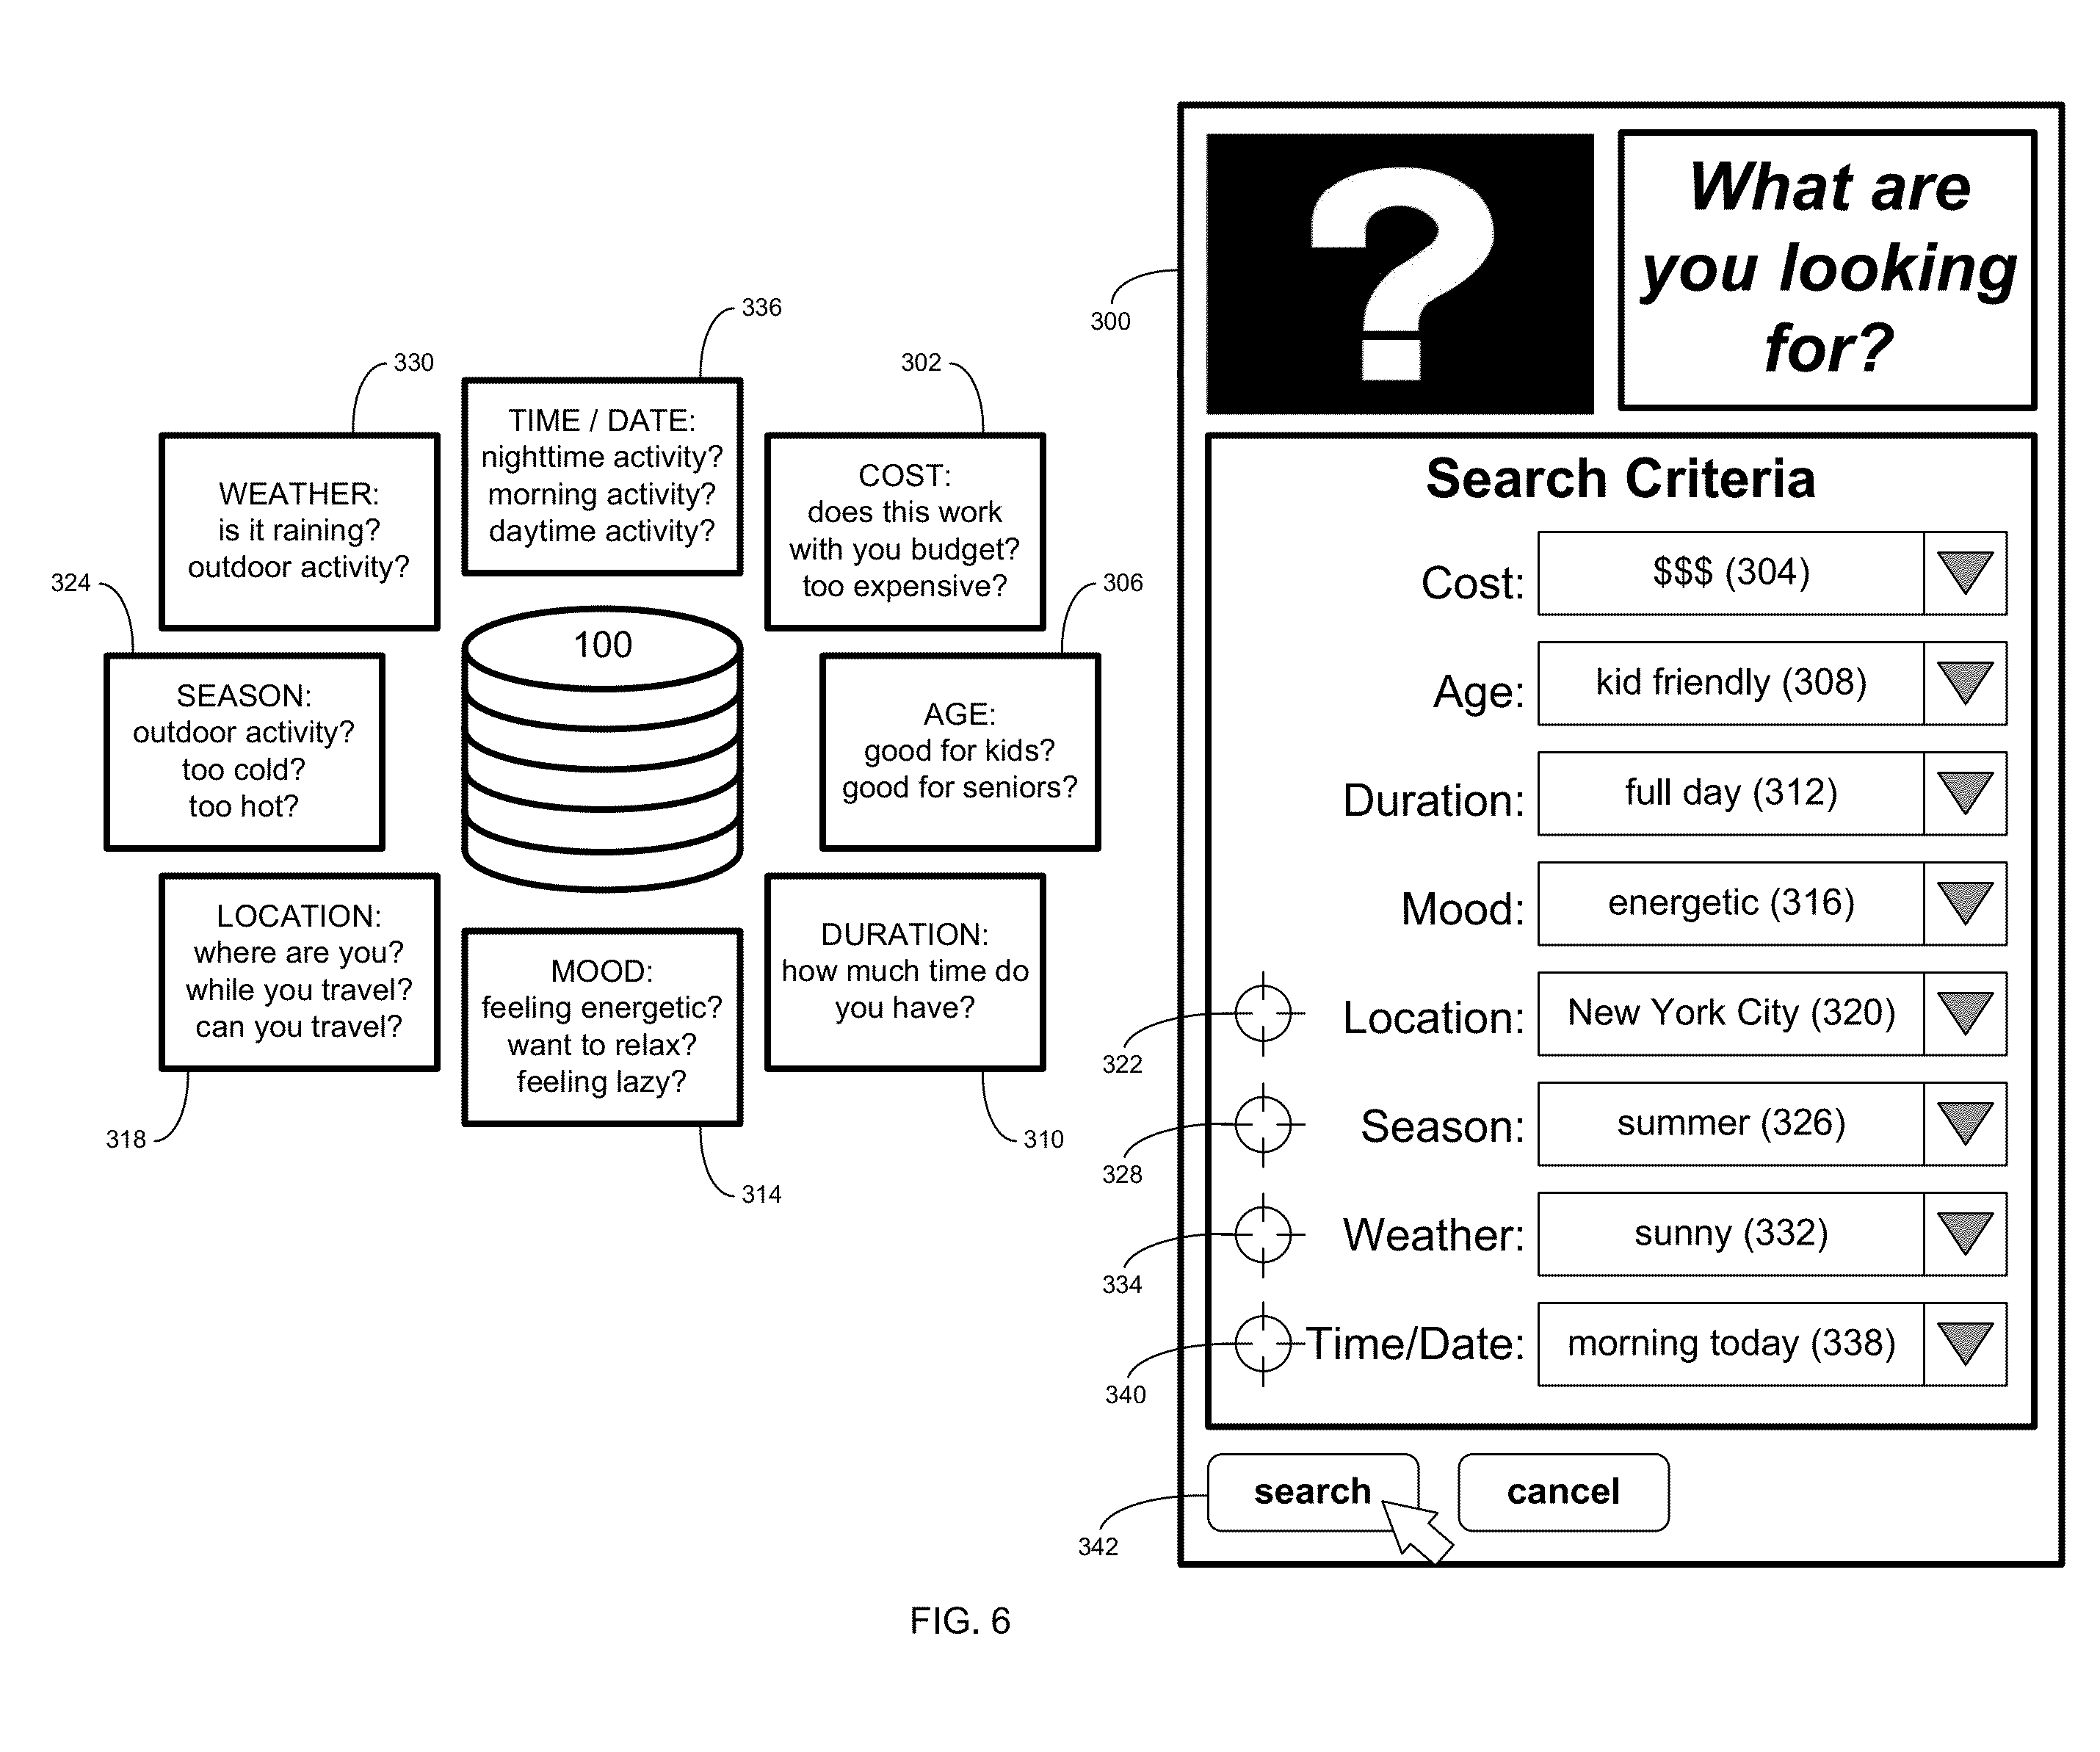 336
330
302
TIME / DATE:
nighttime activity?
morning activity?
daytime activity?
WEATHER:
is it raining?
outdoor activity?
COST:
does this work
with you budget?
too expensive?
324
306
100
SEASON:
outdoor activity?
too cold?
too hot?
AGE:
good for kids?
good for seniors?
LOCATION:
where are you?
while you travel?
can you travel?
MOOD:
feeling energetic?
want to relax?
feeling lazy?
DURATION:
how much time do
you have?
318
314
310
300
What are
you looking
for?
Search Criteria
Cost: $$$ (304)
Age: kid friendly (308)
Duration: full day (312)
Mood: energetic (316)
Location: New York City (320)
322
Season: summer (326)
328
Weather: sunny (332)
334
Time/Date: morning today (338)
340
search cancel
342
FIG. 6